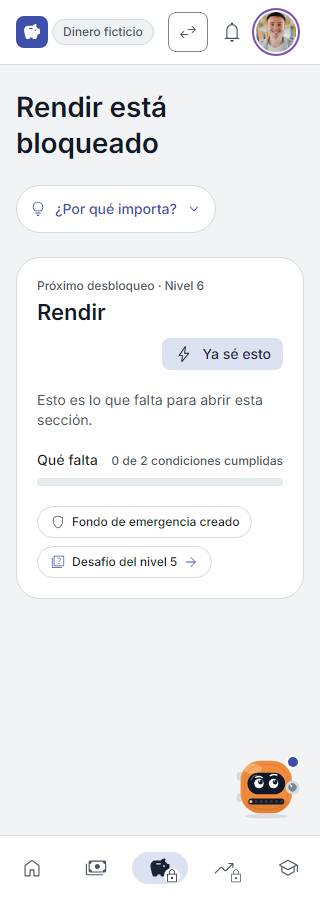 Dinero ficticio
Rendir está
bloqueado
¿Por qué importa?
Próximo desbloqueo · Nivel 6
Rendir
Ya sé esto
Esto es lo que falta para abrir esta
sección.
Qué falta 0 de 2 condiciones cumplidas
Fondo de emergencia creado
Desafío del nivel 5